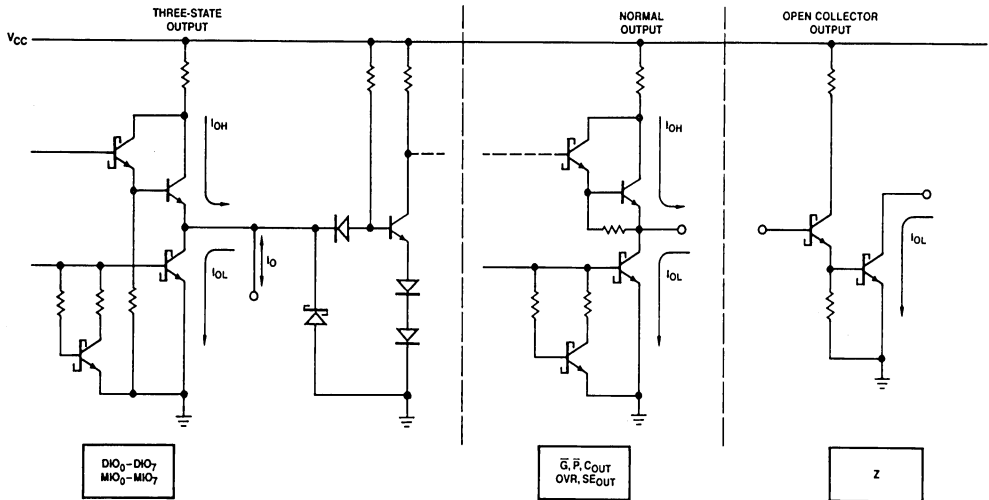 THREE-STATE
OUTPUT
NORMAL
OUTPUT
OPEN COLLECTOR
OUTPUT
VCC
IOH
IOL
IO
IOH
IOL
IOL
DIO0–DIO7
MIO0–MIO7
G̅, P̅, COUT
OVR, SEOUT
Z